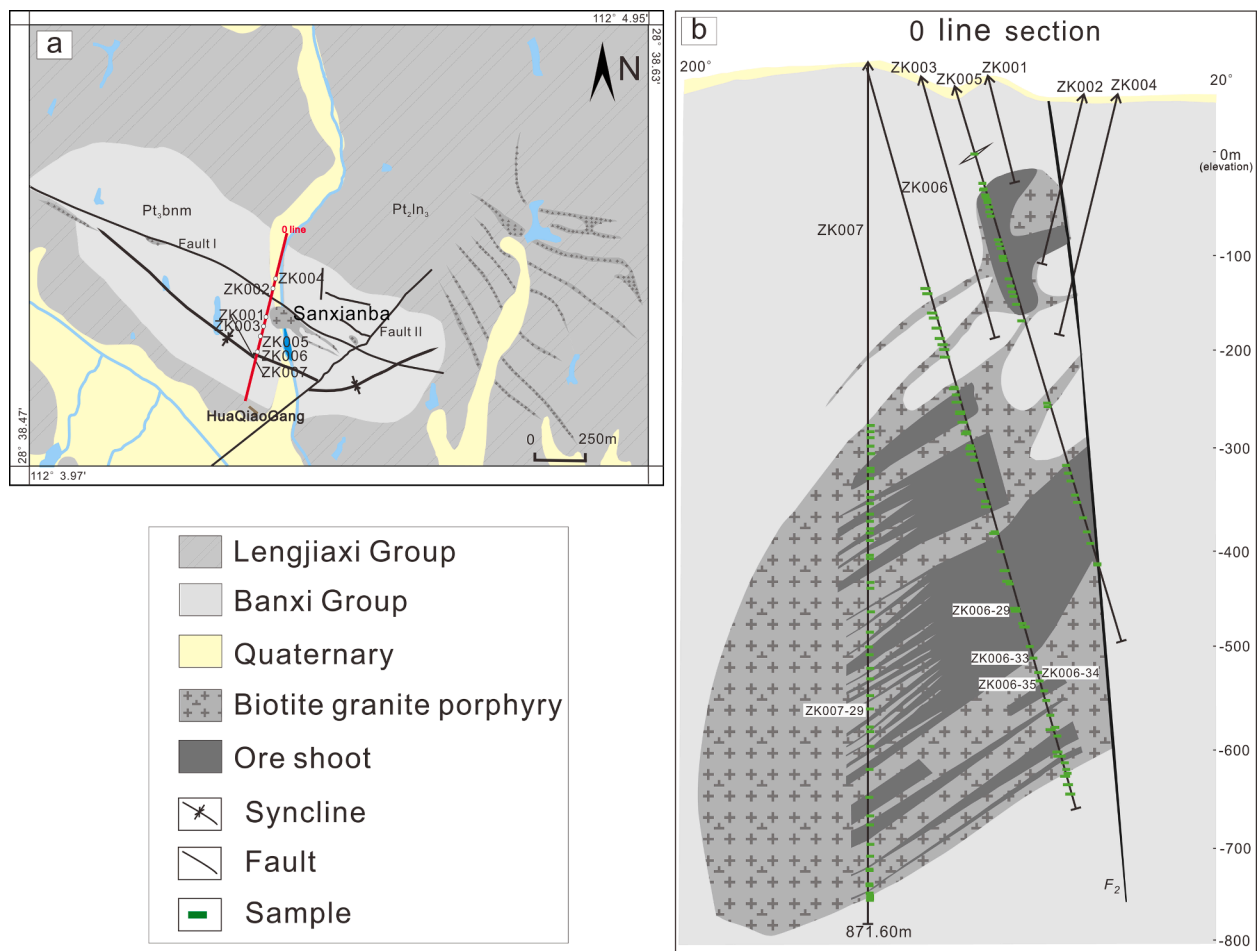 a
112° 4.95'
28° 38.63'
N
Pt₃bnm
Pt₂ln₃
Fault I
0 line
ZK004
ZK002
Sanxianba
ZK001
ZK003
Fault II
ZK005
ZK006
ZK007
HuaQiaoGang
0 250m
28° 38.47'
112° 3.97'
Lengjiaxi Group
Banxi Group
Quaternary
Biotite granite porphyry
Ore shoot
Syncline
Fault
Sample
b
0 line section
200°
20°
ZK003
ZK005
ZK001
ZK002
ZK004
0m
(elevation)
ZK006
ZK007
-100
-200
-300
-400
-500
-600
-700
-800
ZK006-29
ZK006-33
ZK006-34
ZK006-35
ZK007-29
F₂
871.60m